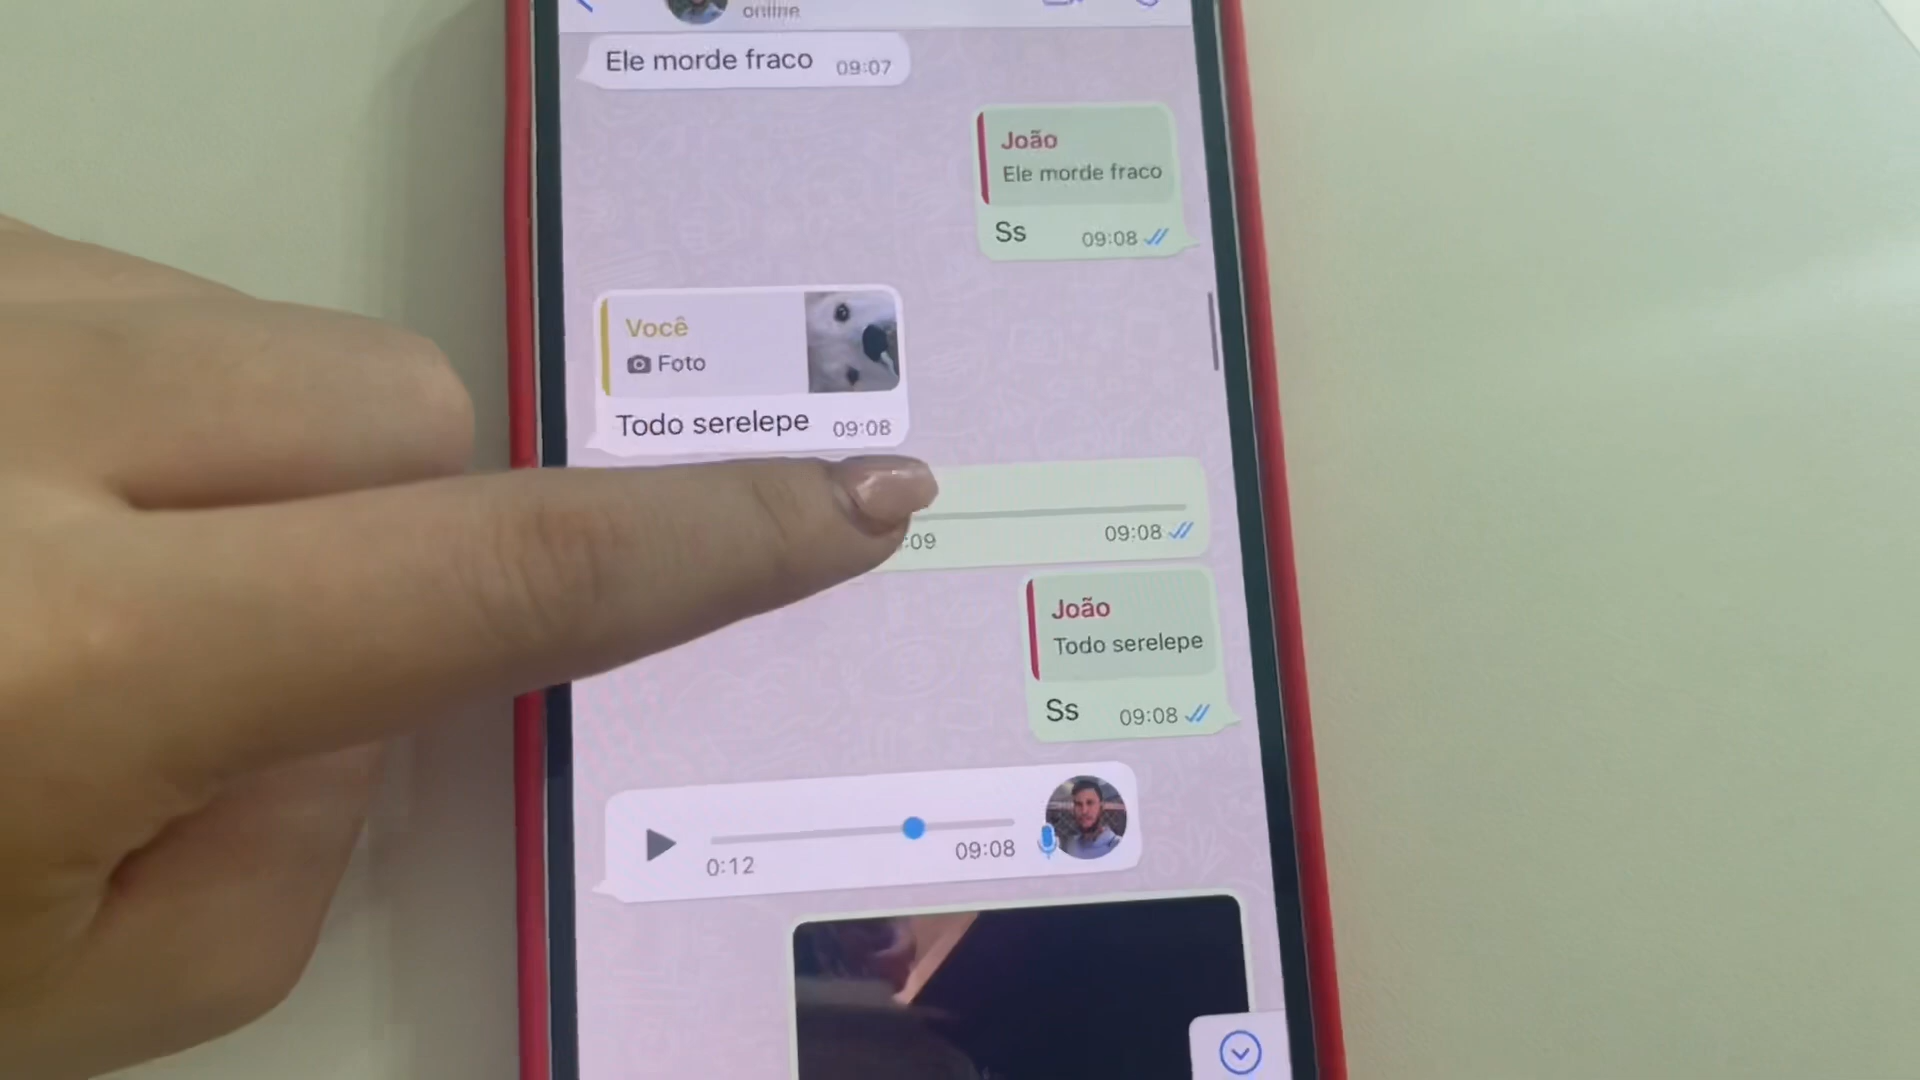 online
Ele morde fraco 09:07
João
Ele morde fraco
Ss 09:08
Você
Foto
Todo serelepe 09:08
:09 09:08
João
Todo serelepe
Ss 09:08
0:12 09:08